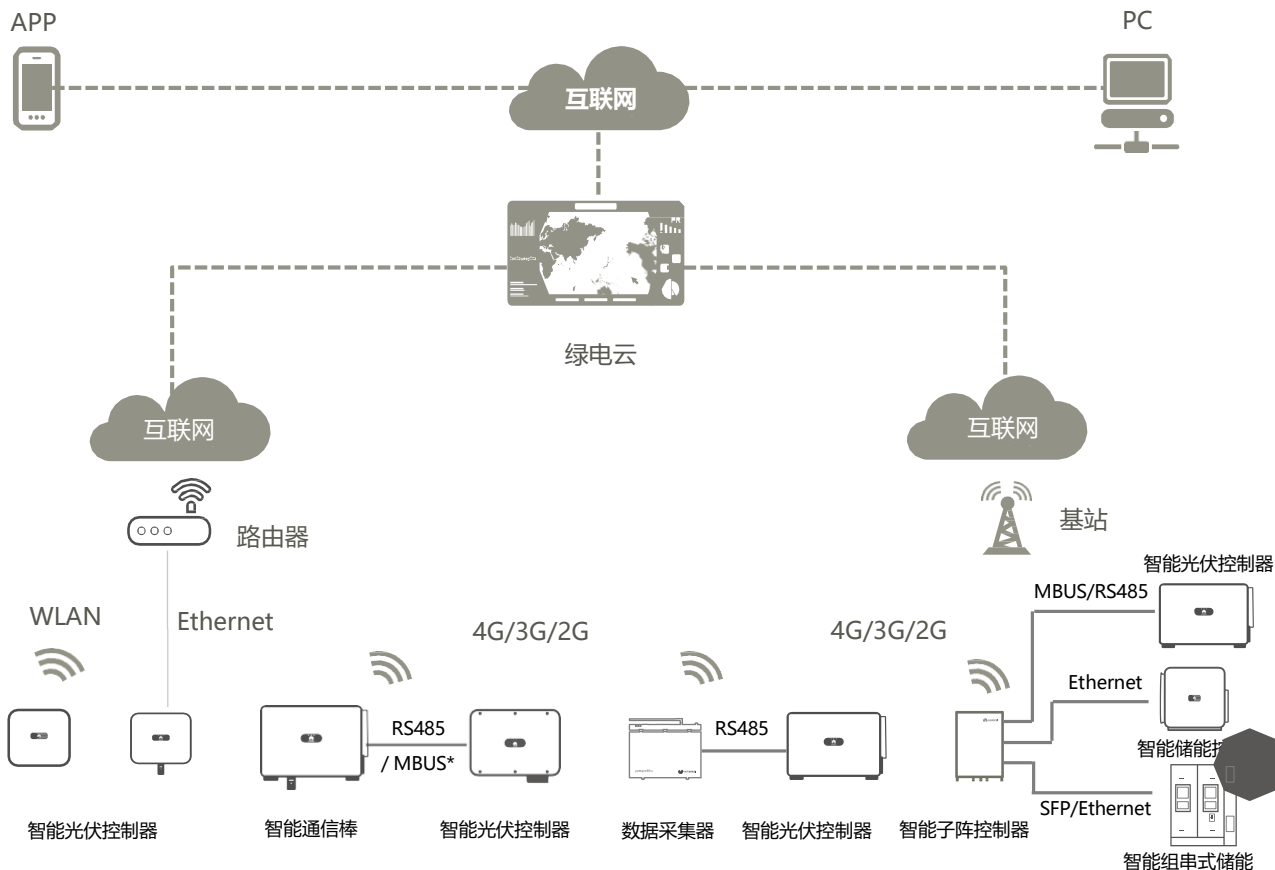 APP
PC
互联网
绿电云
互联网
互联网
路由器
基站
智能光伏控制器
MBUS/RS485
WLAN
Ethernet
4G/3G/2G
4G/3G/2G
Ethernet
RS485
/ MBUS*
RS485
智能储能
SFP/Ethernet
智能光伏控制器
智能通信棒
智能光伏控制器
数据采集器
智能光伏控制器
智能子阵控制器
智能组串式储能